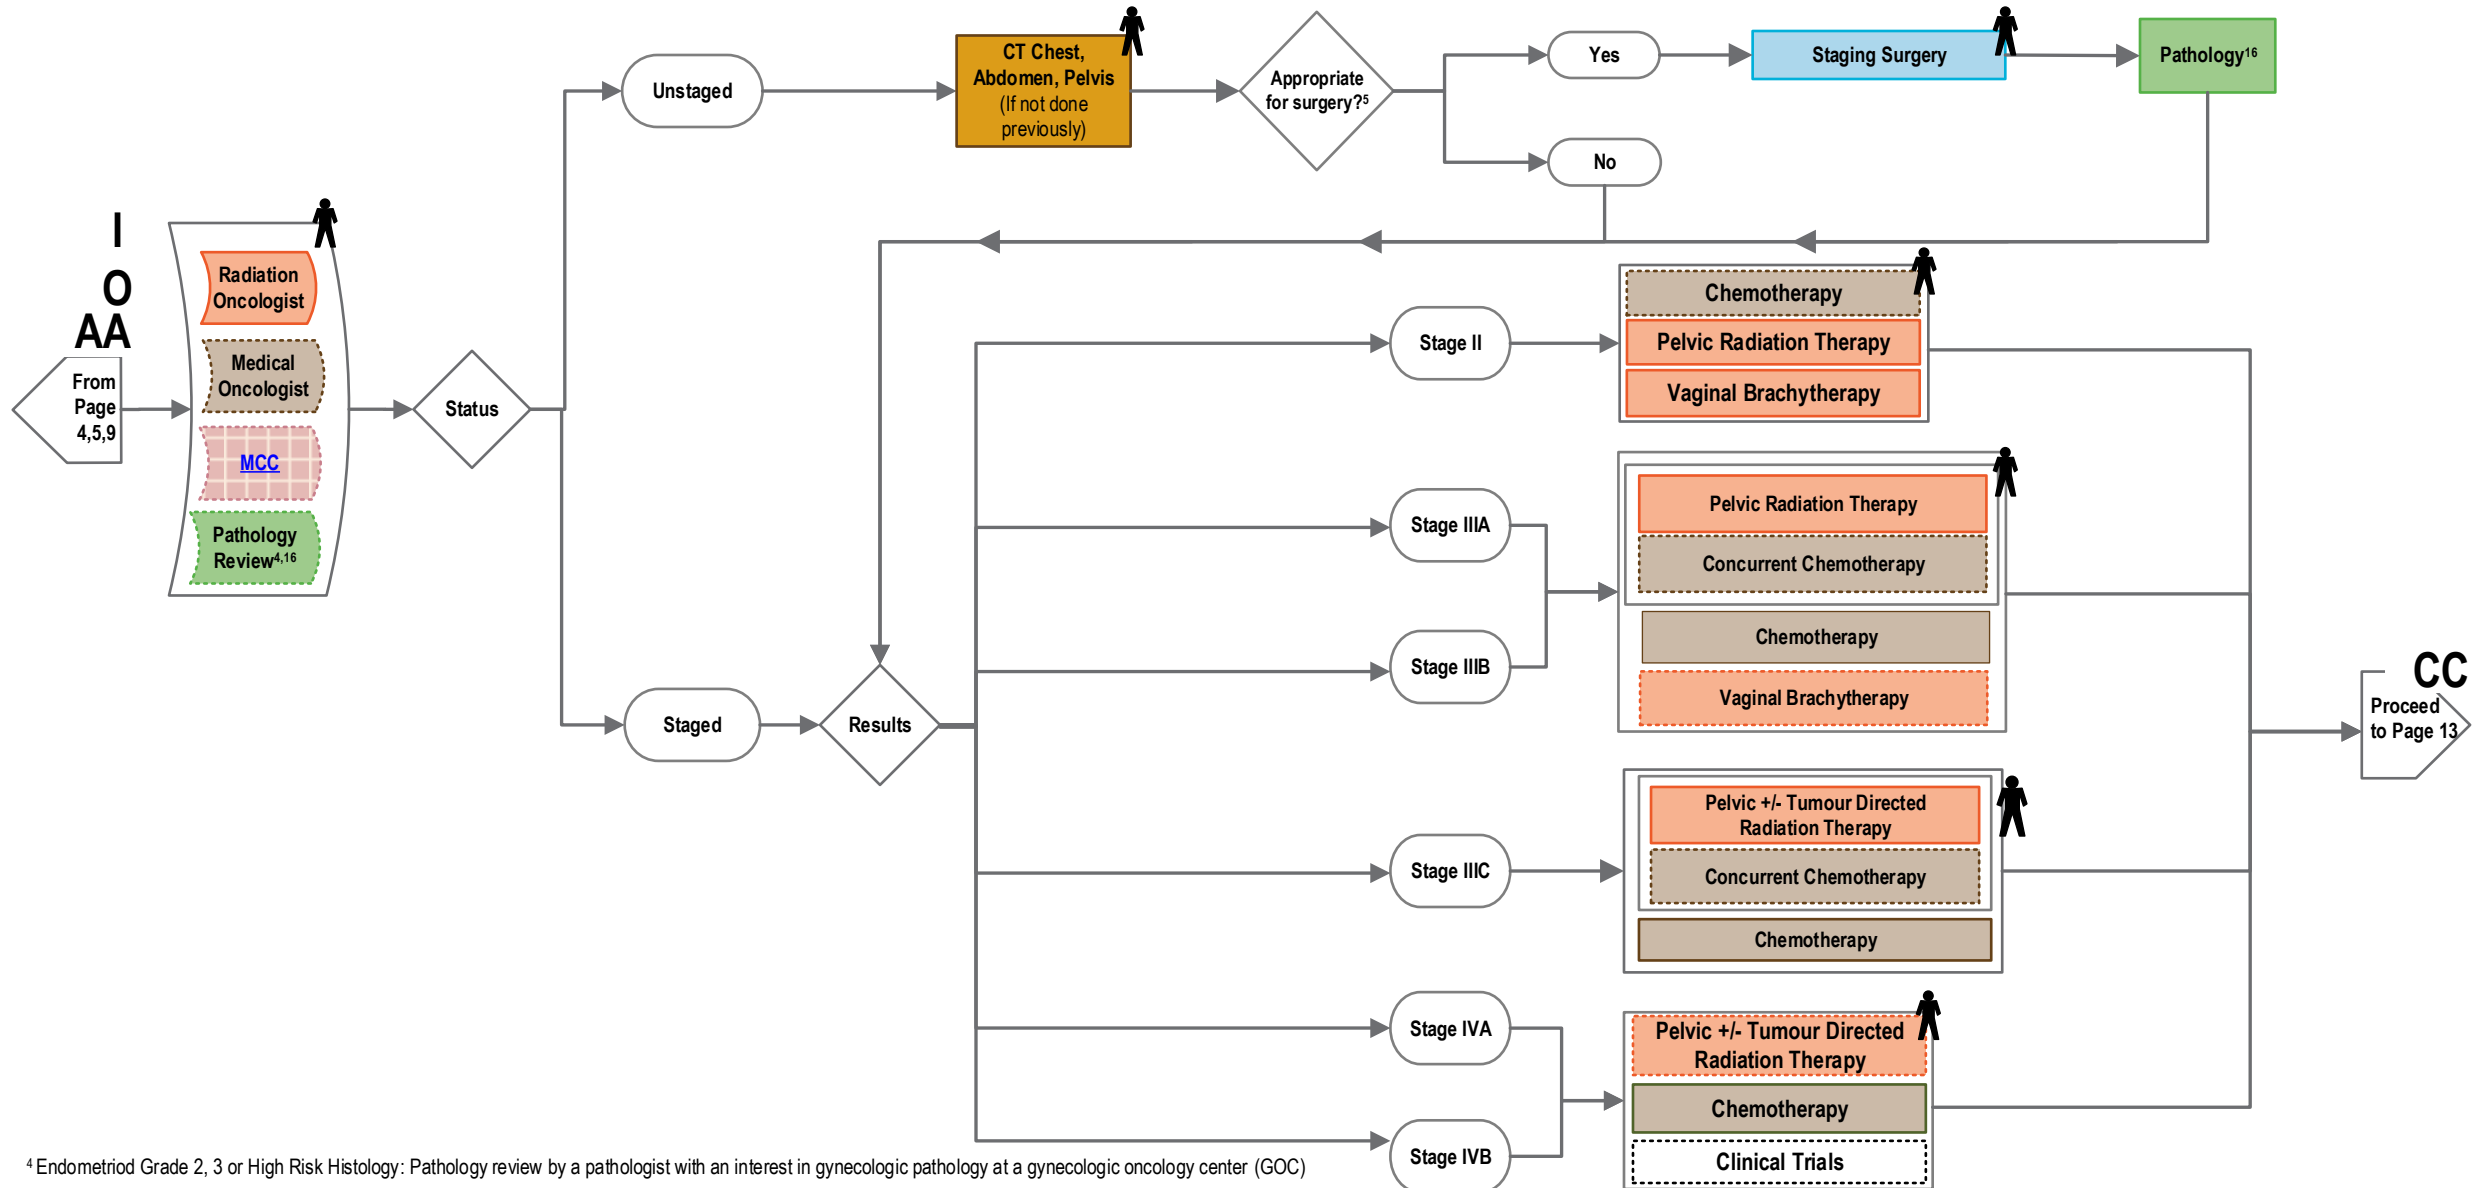 CT Chest,
Abdomen, Pelvis
(If not done
previously)
Unstaged
Appropriate
for surgery?5
Yes
Staging Surgery
Pathology16
No
I
O
AA
From
Page
4,5,9
Radiation
Oncologist
Medical
Oncologist
MCC
Pathology
Review4,16
Status
Staged
Results
Stage II
Chemotherapy
Pelvic Radiation Therapy
Vaginal Brachytherapy
Stage IIIA
Stage IIIB
Pelvic Radiation Therapy
Concurrent Chemotherapy
Chemotherapy
Vaginal Brachytherapy
Stage IIIC
Pelvic +/- Tumour Directed
Radiation Therapy
Concurrent Chemotherapy
Chemotherapy
Stage IVA
Stage IVB
Pelvic +/- Tumour Directed
Radiation Therapy
Chemotherapy
Clinical Trials
CC
Proceed
to Page 13
4 Endometriod Grade 2, 3 or High Risk Histology: Pathology review by a pathologist with an interest in gynecologic pathology at a gynecologic oncology center (GOC)